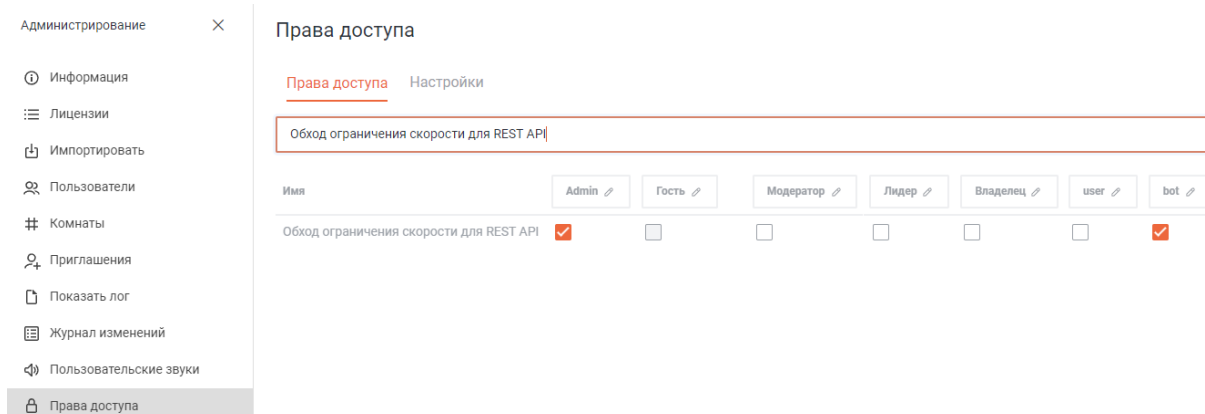 Администрирование
Информация
Лицензии
Импортировать
Пользователи
Комнаты
Приглашения
Показать лог
Журнал изменений
Пользовательские звуки
Права доступа
Права доступа
Права доступа Настройки
Обход ограничения скорости для REST API
Имя Admin Гость Модератор Лидер Владелец user bot
Обход ограничения скорости для REST API